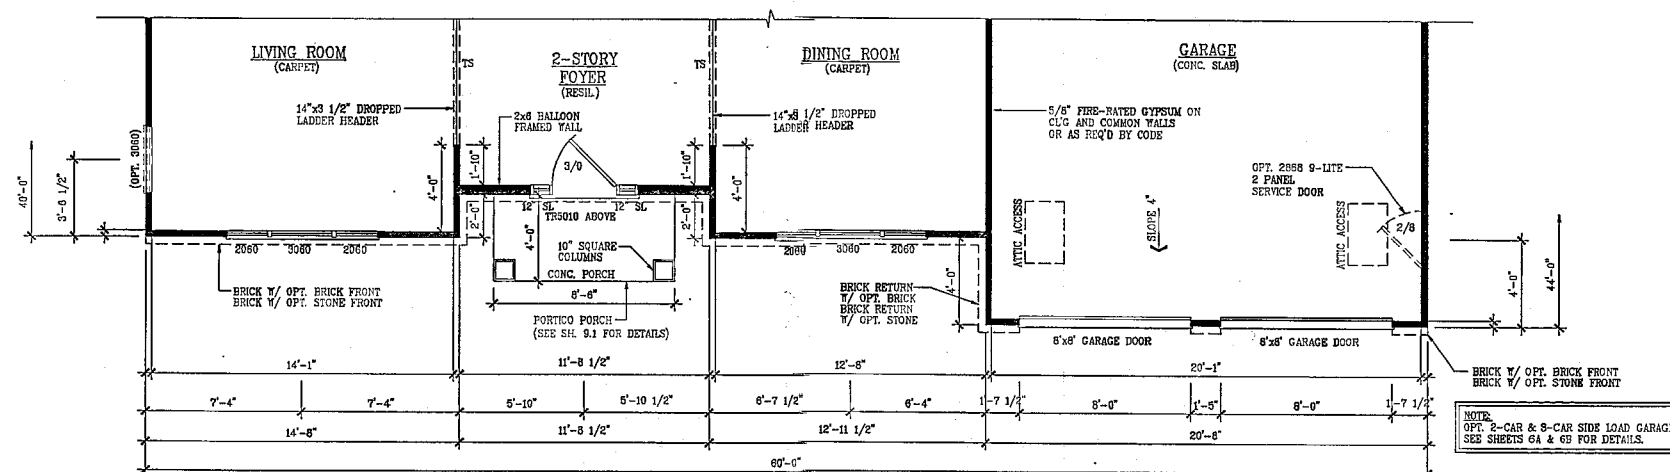 LIVING ROOM
(CARPET)
2-STORY
FOYER
(RESIL.)
DINING ROOM
(CARPET)
GARAGE
(CONC. SLAB)
TS
TS
14"x3 1/2" DROPPED
LADDER HEADER
2x6 BALLOON
FRAMED WALL
14"x3 1/2" DROPPED
LADDER HEADER
5/8" FIRE-RATED GYPSUM ON
CL'G AND COMMON WALLS
OR AS REQ'D BY CODE
OPT. 2868 9-LITE
2 PANEL
SERVICE DOOR
(OPT. 3060)
40'-0"
3'-6 1/2"
4'-0"
1'-10"
3/0
1'-10"
4'-0"
2'-0"
12" SL
12" SL
TR5010 ABOVE
2'-0"
4'-0"
10" SQUARE
COLUMNS
CONC. PORCH
8'-6"
2060
3060
2060
2060
3060
2060
ATTIC ACCESS
SLOPE 4"
ATTIC ACCESS
2/8
4'-0"
44'-0"
BRICK W/ OPT. BRICK FRONT
BRICK W/ OPT. STONE FRONT
PORTICO PORCH
(SEE SH. 9.1 FOR DETAILS)
BRICK RETURN
W/ OPT. BRICK
BRICK RETURN
W/ OPT. STONE
4'-0"
8'x8' GARAGE DOOR
8'x8' GARAGE DOOR
BRICK W/ OPT. BRICK FRONT
BRICK W/ OPT. STONE FRONT
14'-1"
11'-8 1/2"
12'-8"
20'-1"
7'-4"
7'-4"
5'-10"
5'-10 1/2"
6'-7 1/2"
6'-4"
1'-7 1/2"
8'-0"
1'-5"
8'-0"
1'-7 1/2"
14'-8"
11'-8 1/2"
12'-11 1/2"
20'-8"
60'-0"
NOTE:
OPT. 2-CAR & 3-CAR SIDE LOAD GARAGE
SEE SHEETS 6A & 6B FOR DETAILS.